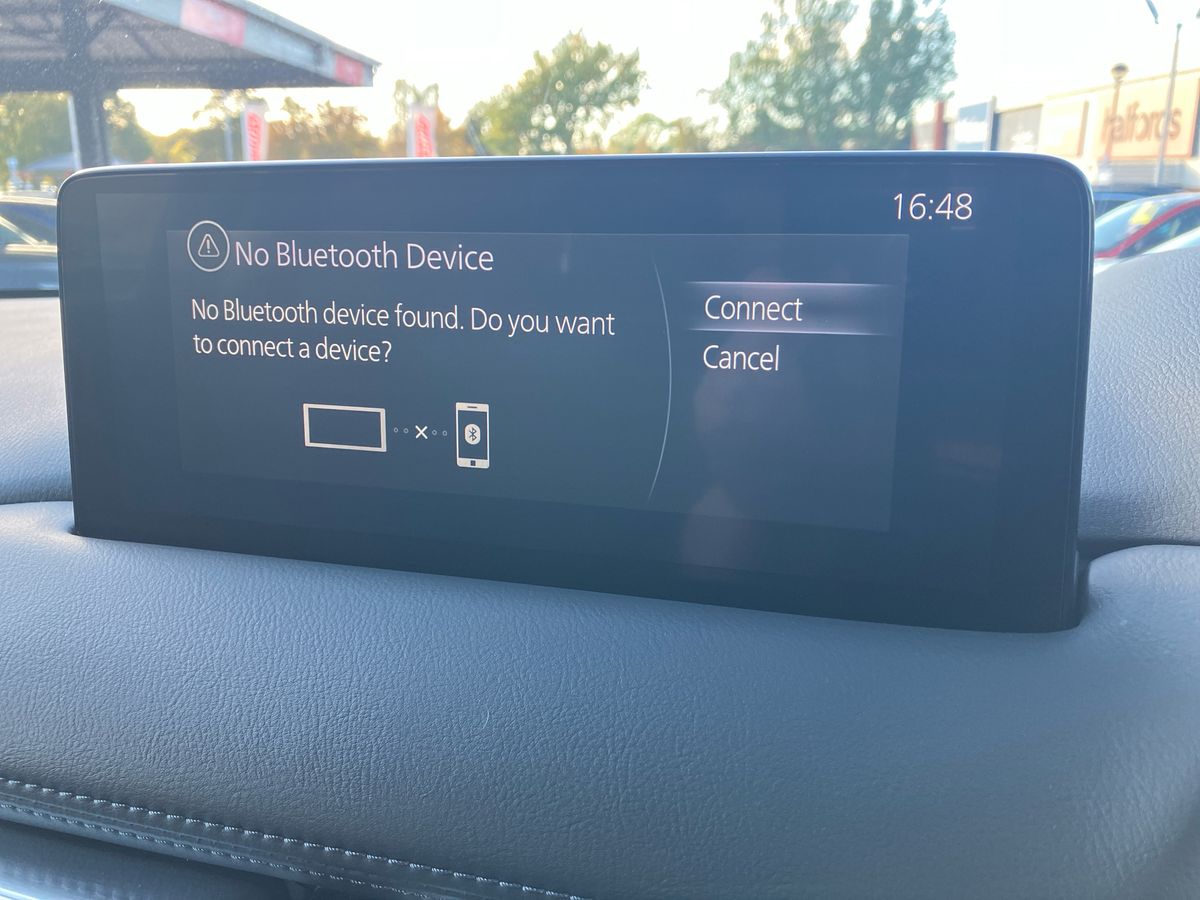 halfords
16:48
No Bluetooth Device
No Bluetooth device found. Do you want
to connect a device?
Connect
Cancel